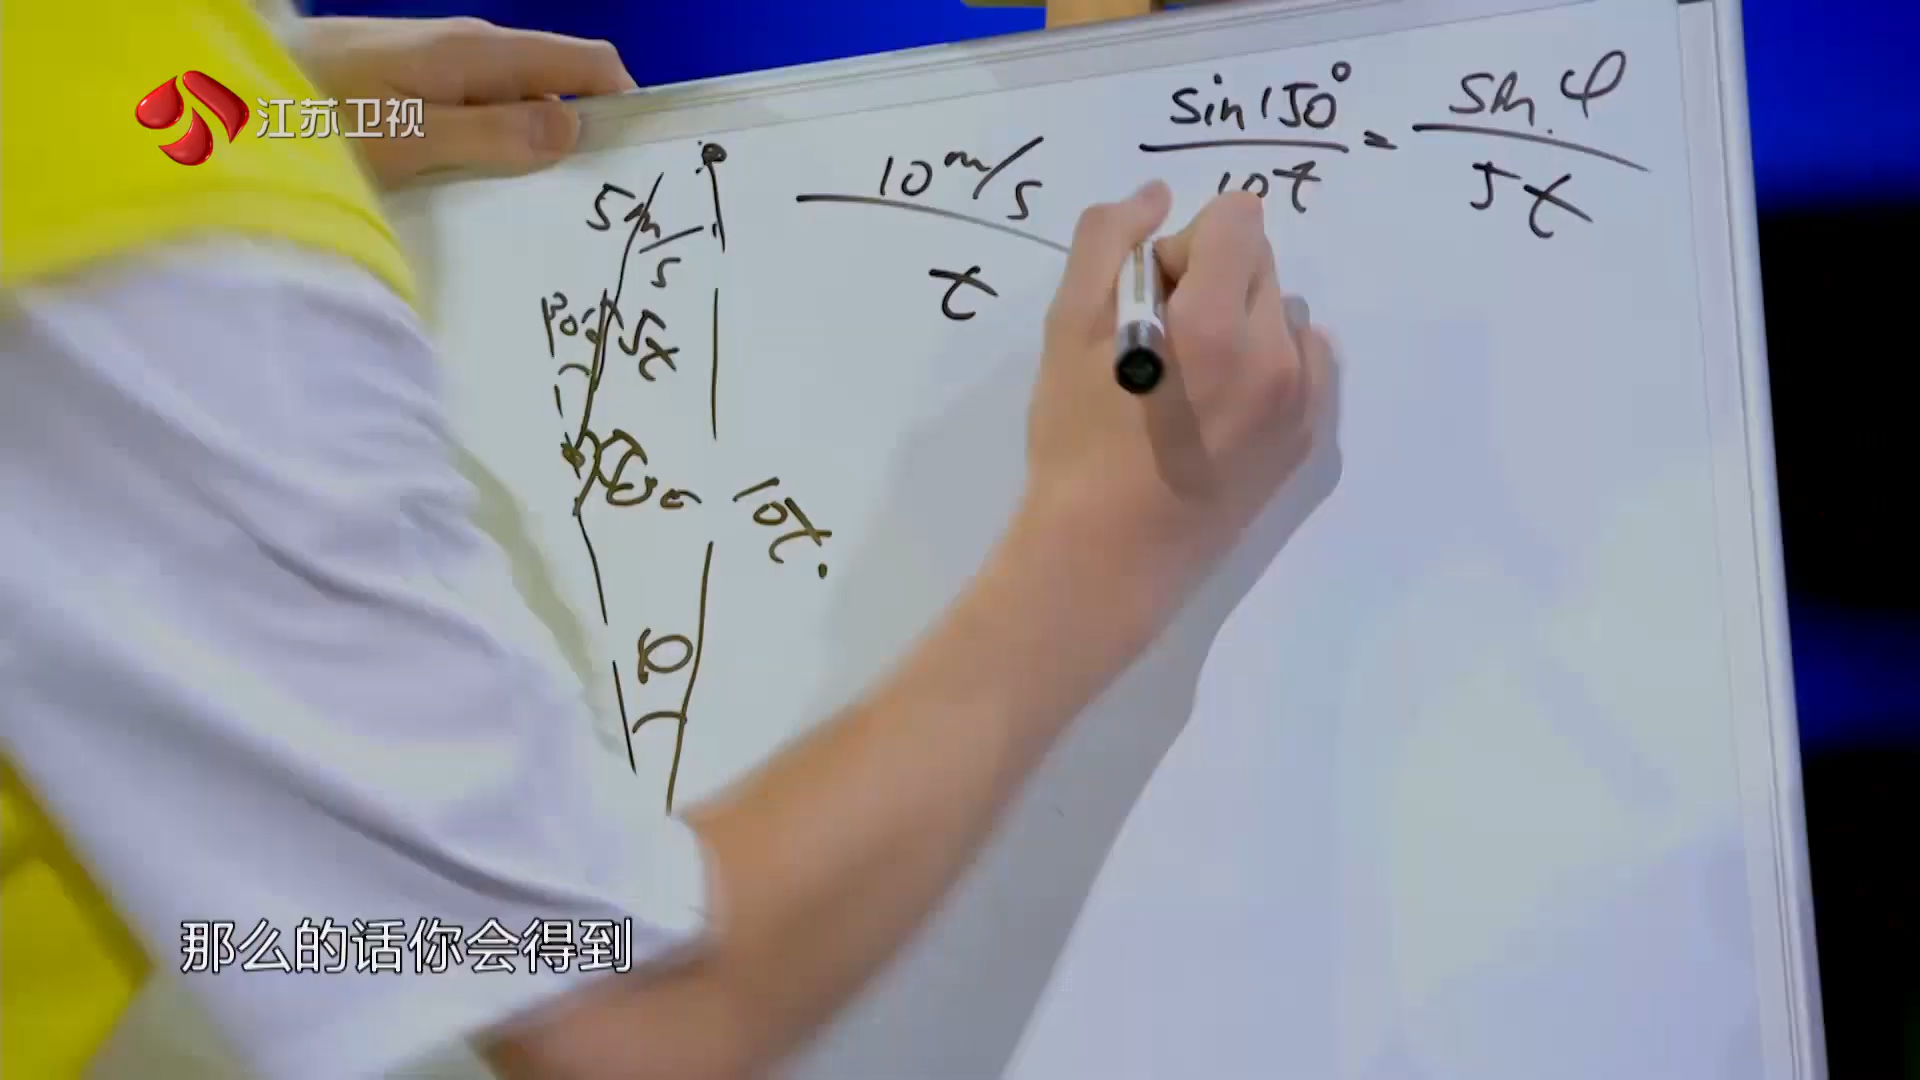 江苏卫视
sin150° = sin φ
10t 5t
10m/s
t
5m/s
30°
5t
10t.
φ
那么的话你会得到